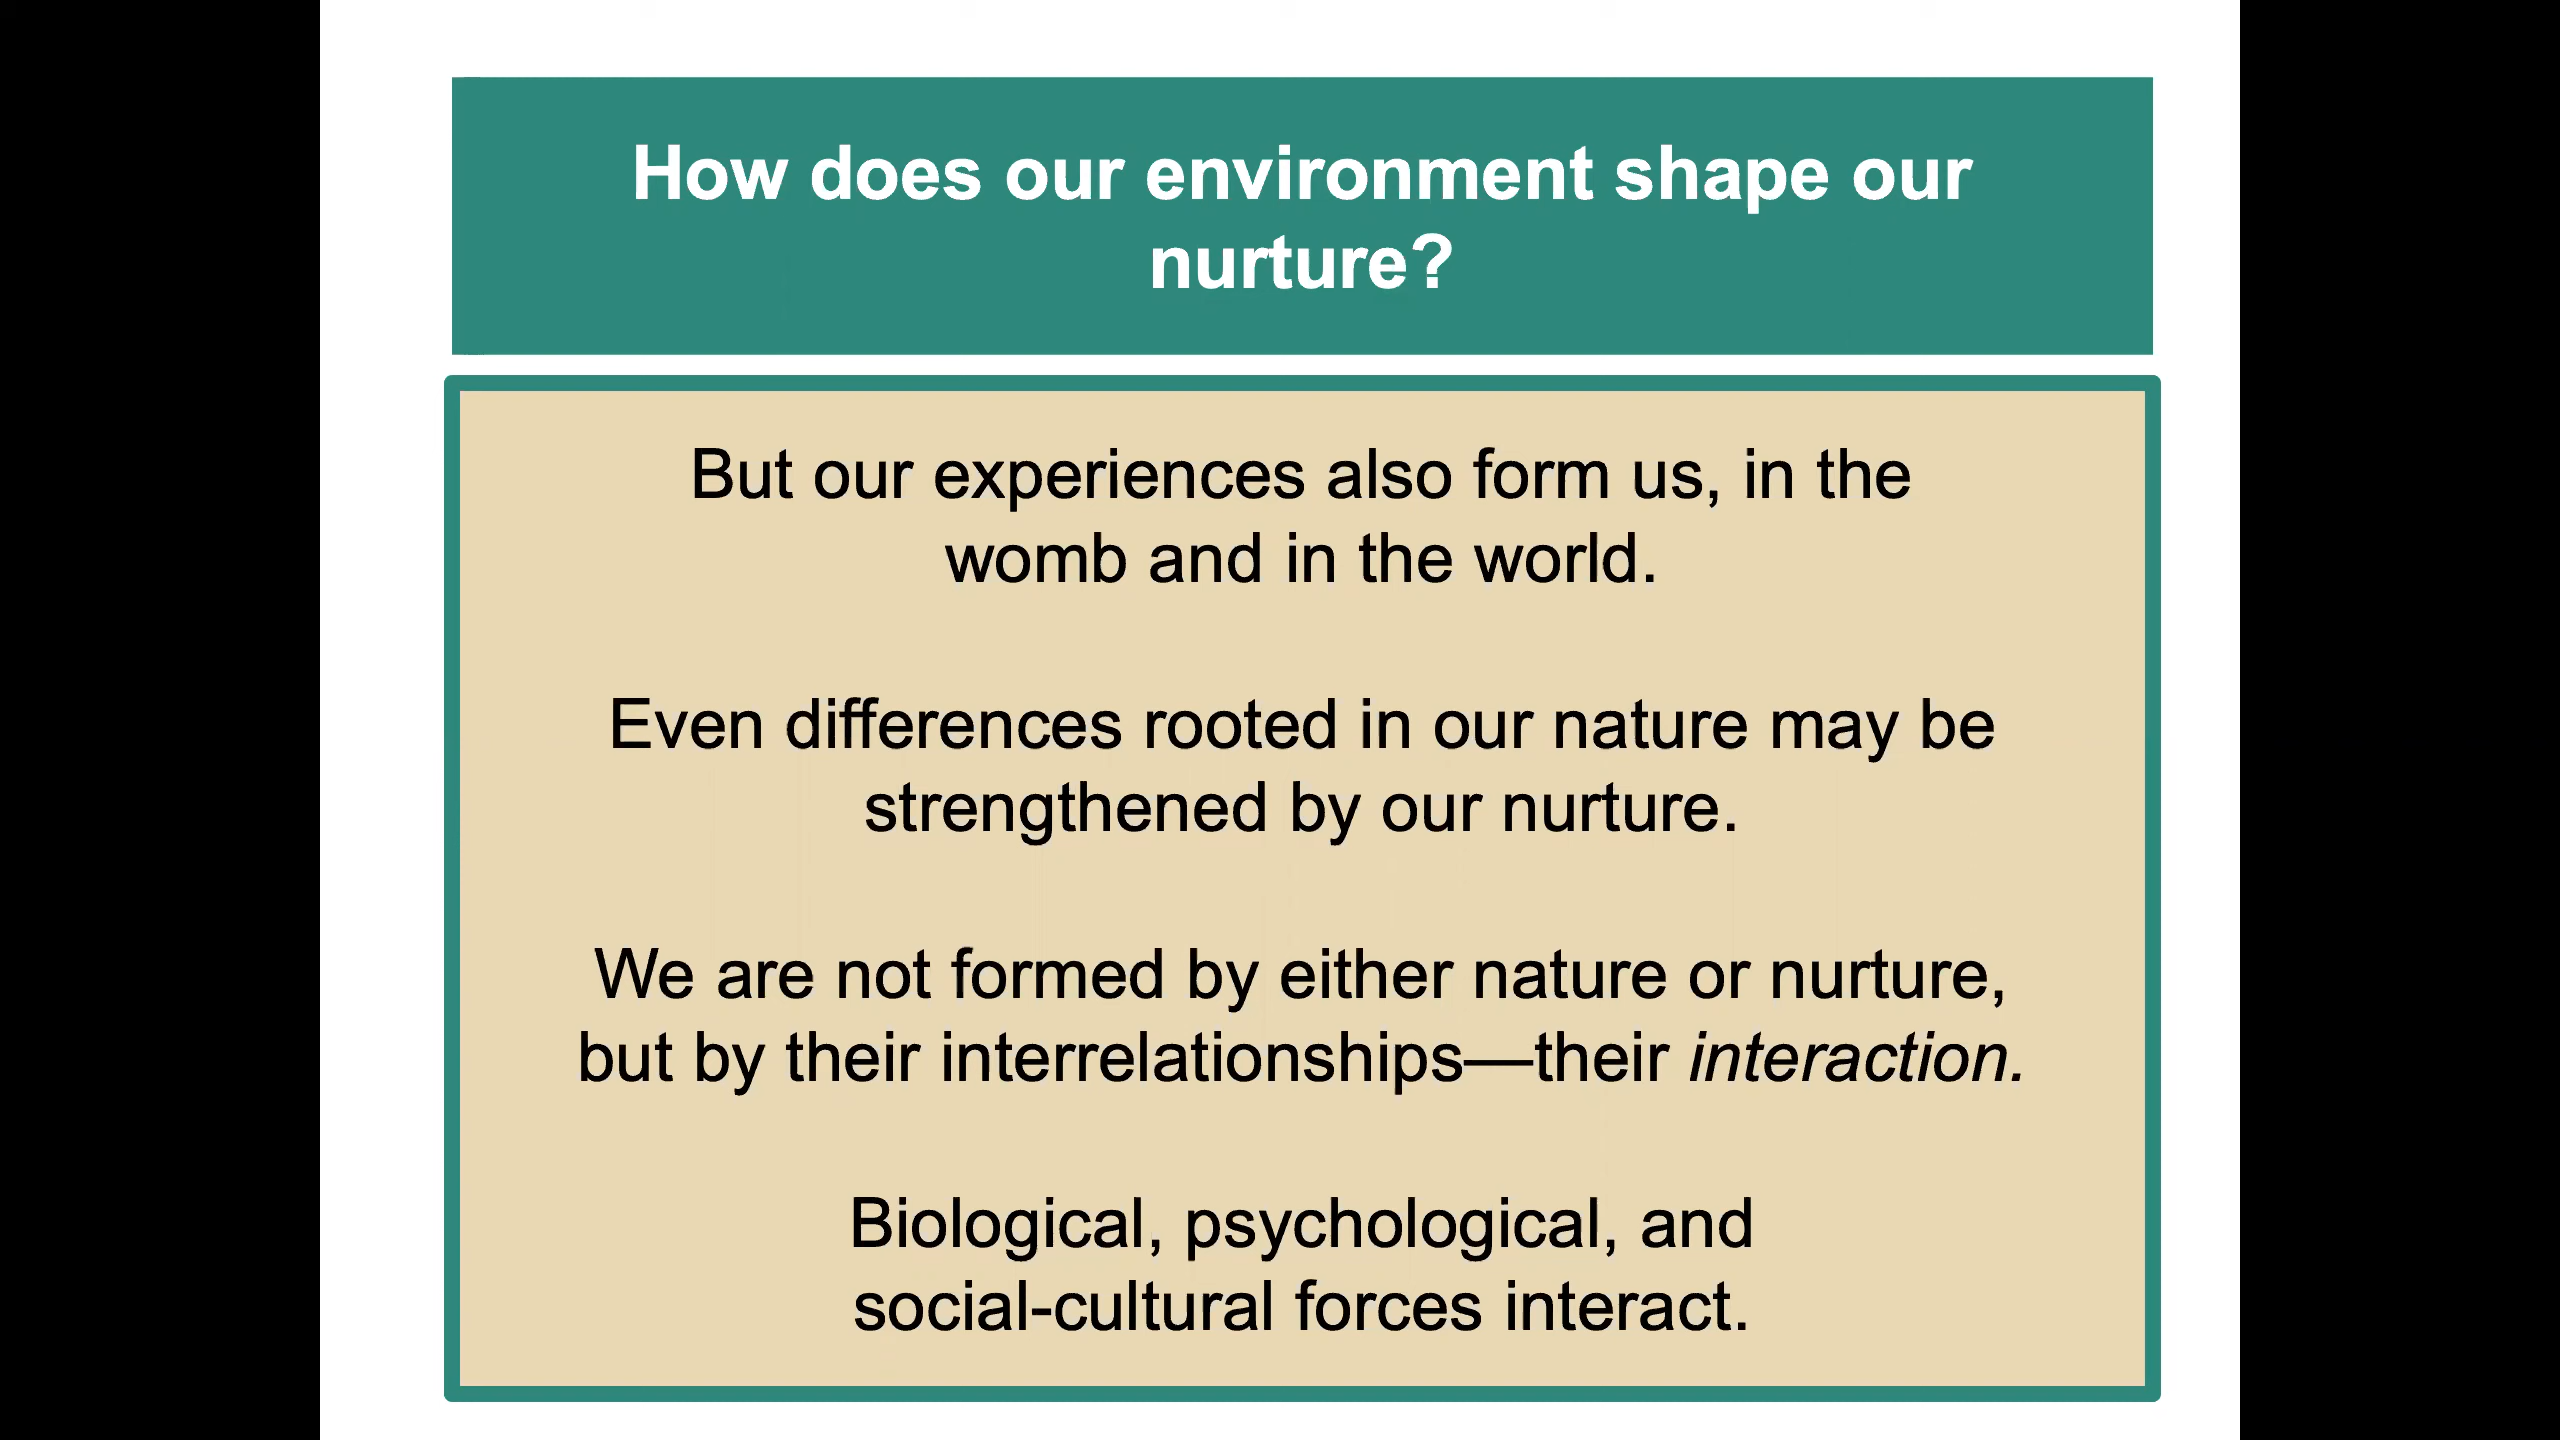 How does our environment shape our
nurture?
But our experiences also form us, in the
womb and in the world.
Even differences rooted in our nature may be
strengthened by our nurture.
We are not formed by either nature or nurture,
but by their interrelationships—their interaction.
Biological, psychological, and
social-cultural forces interact.